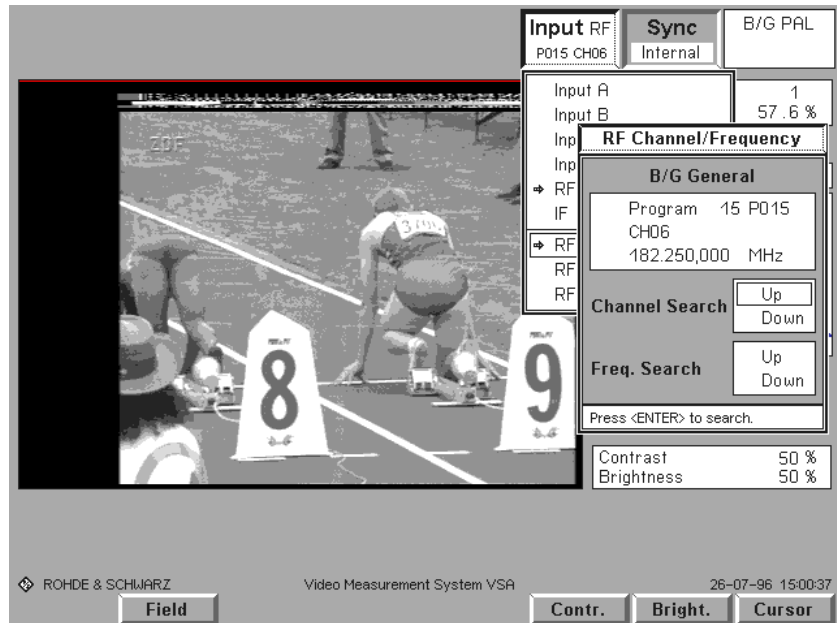 Input RF
P015 CH06
Sync
Internal
B/G PAL
Input A
Input B
Inp
Inp
⇒ RF
IF
⇒ RF
RF
RF
1
57.6 %
RF Channel/Frequency
B/G General
Program 15 P015
CH06
182.250,000 MHz
Channel Search
Up
Down
Freq. Search
Up
Down
Press <ENTER> to search.
Contrast 50 %
Brightness 50 %
ZDF
8
9
ROHDE & SCHWARZ
Video Measurement System VSA
26-07-96 15:00:37
Field
Contr.
Bright.
Cursor